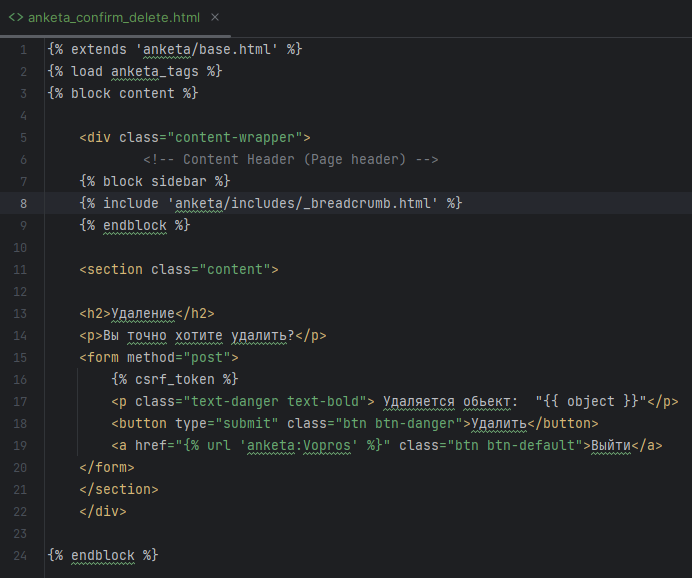 <> anketa_confirm_delete.html ×
1 {% extends 'anketa/base.html' %}
2 {% load anketa_tags %}
3 {% block content %}
4
5 <div class="content-wrapper">
6 <!-- Content Header (Page header) -->
7 {% block sidebar %}
8 {% include 'anketa/includes/_breadcrumb.html' %}
9 {% endblock %}
10
11 <section class="content">
12
13 <h2>Удаление</h2>
14 <p>Вы точно хотите удалить?</p>
15 <form method="post">
16 {% csrf_token %}
17 <p class="text-danger text-bold"> Удаляется обьект:  "{{ object }}"</p>
18 <button type="submit" class="btn btn-danger">Удалить</button>
19 <a href="{% url 'anketa:Vopros' %}" class="btn btn-default">Выйти</a>
20 </form>
21 </section>
22 </div>
23
24 {% endblock %}